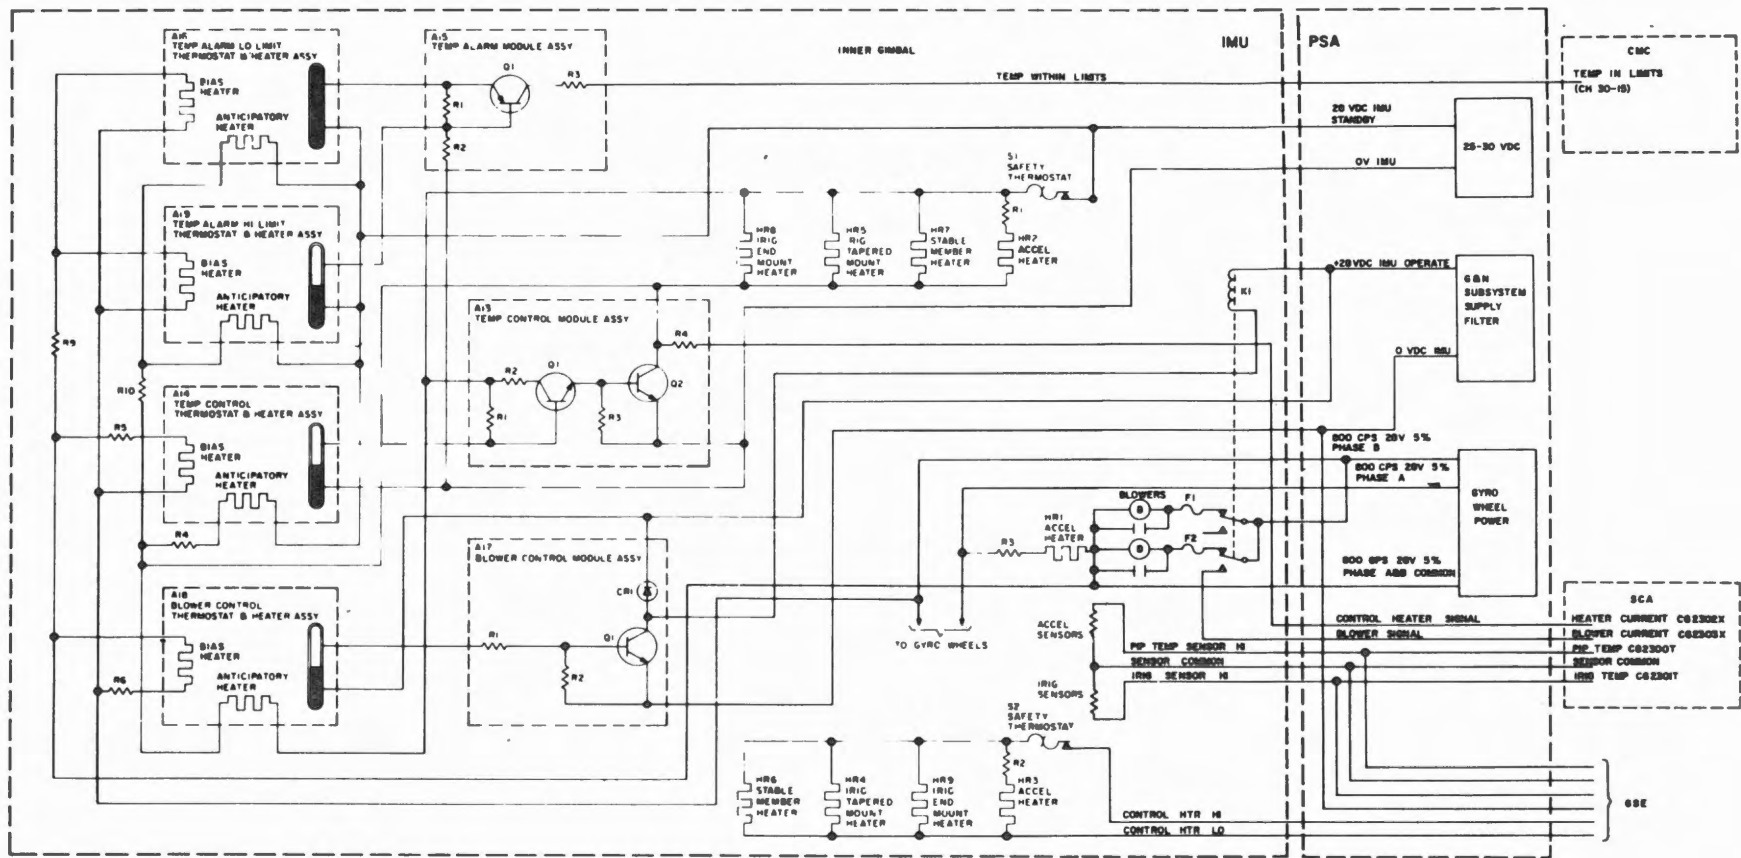 A16
TEMP ALARM LO LIMIT
THERMOSTAT & HEATER ASSY
BIAS
HEATER
ANTICIPATORY
HEATER
A15
TEMP ALARM MODULE ASSY
Q1
R1
R2
R3
INNER GIMBAL
IMU
PSA
TEMP WITHIN LIMITS
CMC
TEMP IN LIMITS
(CH 30-15)
28 VDC IMU
STANDBY
0V IMU
25-30 VDC
A19
TEMP ALARM HI LIMIT
THERMOSTAT & HEATER ASSY
BIAS
HEATER
ANTICIPATORY
HEATER
S1
SAFETY
THERMOSTAT
HR8
IRIG
END
MOUNT
HEATER
HR5
IRIG
TAPERED
MOUNT
HEATER
HR7
STABLE
MEMBER
HEATER
R1
HR2
ACCEL
HEATER
+28VDC IMU OPERATE
K1
G&N
SUBSYSTEM
SUPPLY
FILTER
0 VDC IMU
R9
R10
A13
TEMP CONTROL MODULE ASSY
R4
R2
Q1
Q2
R1
R3
A14
TEMP CONTROL
THERMOSTAT & HEATER ASSY
R5
BIAS
HEATER
ANTICIPATORY
HEATER
R4
800 CPS 28V 5%
PHASE B
800 CPS 28V 5%
PHASE A
GYRO
WHEEL
POWER
BLOWERS
F1
B
F2
B
HR1
ACCEL
HEATER
R3
800 CPS 28V 5%
PHASE A&B COMMON
A17
BLOWER CONTROL MODULE ASSY
CR1
R1
Q1
R2
A18
BLOWER CONTROL
THERMOSTAT & HEATER ASSY
BIAS
HEATER
R6
ANTICIPATORY
HEATER
TO GYRO WHEELS
ACCEL
SENSORS
IRIG
SENSORS
CONTROL HEATER SIGNAL
BLOWER SIGNAL
PIP TEMP SENSOR HI
SENSOR COMMON
IRIG SENSOR HI
SCA
HEATER CURRENT CG2302X
BLOWER CURRENT CG2303X
PIP TEMP CG2300T
SENSOR COMMON
IRIG TEMP CG2301T
S2
SAFETY
THERMOSTAT
HR6
STABLE
MEMBER
HEATER
HR4
IRIG
TAPERED
MOUNT
HEATER
HR9
IRIG
END
MOUNT
HEATER
R2
HR3
ACCEL
HEATER
CONTROL HTR HI
CONTROL HTR LO
GSE